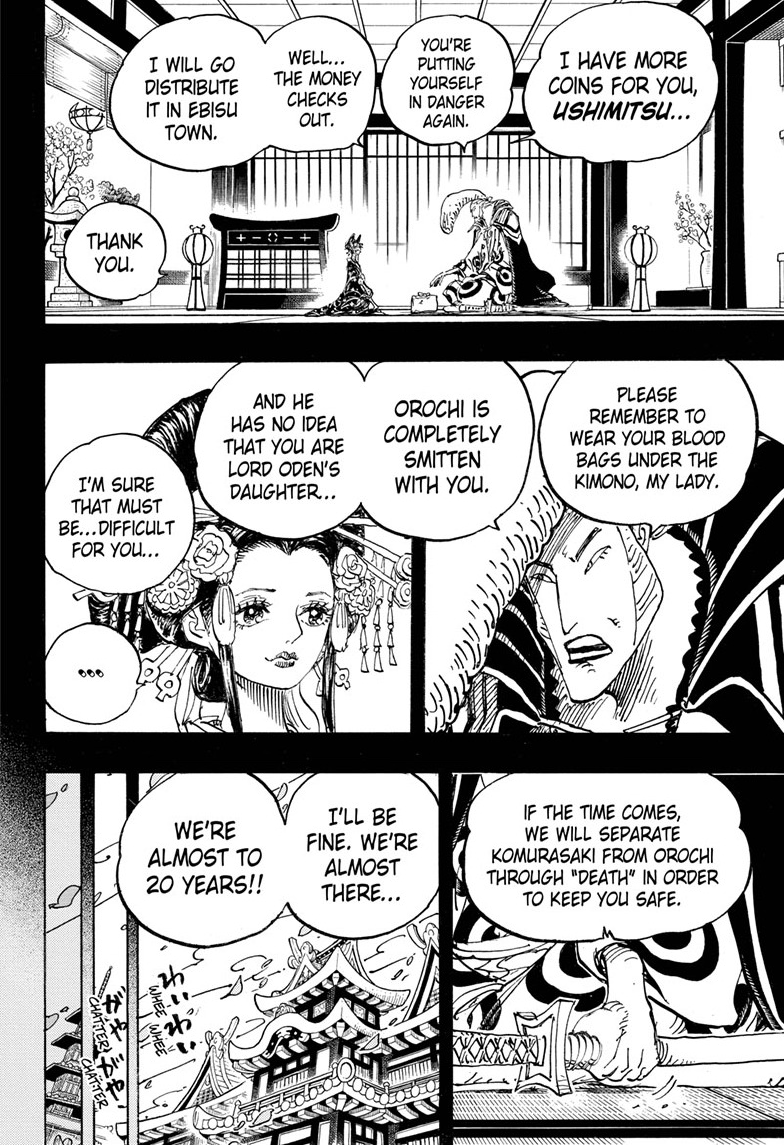 I HAVE MORE
COINS FOR YOU,
USHIMITSU...
YOU'RE
PUTTING
YOURSELF
IN DANGER
AGAIN.
WELL...
THE MONEY
CHECKS
OUT.
I WILL GO
DISTRIBUTE
IT IN EBISU
TOWN.
THANK
YOU.
PLEASE
REMEMBER TO
WEAR YOUR BLOOD
BAGS UNDER THE
KIMONO, MY LADY.
OROCHI IS
COMPLETELY
SMITTEN
WITH YOU.
AND HE
HAS NO IDEA
THAT YOU ARE
LORD ODEN'S
DAUGHTER...
I'M SURE
THAT MUST
BE...DIFFICULT
FOR YOU...
...
IF THE TIME COMES,
WE WILL SEPARATE
KOMURASAKI FROM OROCHI
THROUGH "DEATH" IN ORDER
TO KEEP YOU SAFE.
I'LL BE
FINE. WE'RE
ALMOST
THERE...
WE'RE
ALMOST TO
20 YEARS!!
わいわい
WHEE WHEE
がやがや
CHATTER!
CHATTER